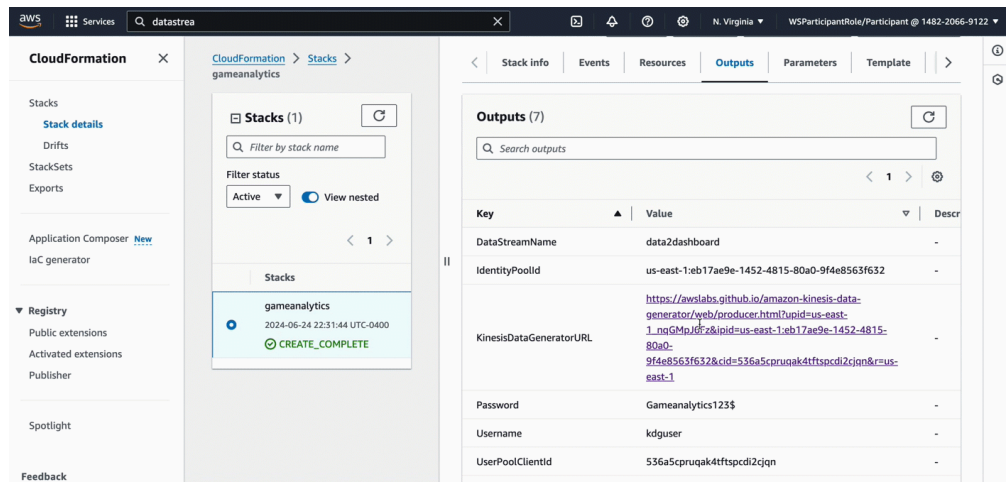 aws
Services
datastrea
N. Virginia
WSParticipantRole/Participant @ 1482-2066-9122
CloudFormation
Stacks
Stack details
Drifts
StackSets
Exports
Application Composer New
IaC generator
Registry
Public extensions
Activated extensions
Publisher
Spotlight
Feedback
CloudFormation > Stacks >
gameanalytics
Stacks (1)
Filter by stack name
Filter status
Active
View nested
1
Stacks
gameanalytics
2024-06-24 22:31:44 UTC-0400
CREATE_COMPLETE
Stack info
Events
Resources
Outputs
Parameters
Template
Outputs (7)
Search outputs
1
Key Value Descr
DataStreamName data2dashboard -
IdentityPoolId us-east-1:eb17ae9e-1452-4815-80a0-9f4e8563f632 -
https://awslabs.github.io/amazon-kinesis-data-
generator/web/producer.html?upid=us-east-
1_nqGMpJ6Fz&ipid=us-east-1:eb17ae9e-1452-4815-
KinesisDataGeneratorURL -
80a0-
9f4e8563f632&cid=536a5cpruqak4tftspcdi2cjqn&r=us-
east-1
Password Gameanalytics123$ -
Username kdguser -
UserPoolClientId 536a5cpruqak4tftspcdi2cjqn -